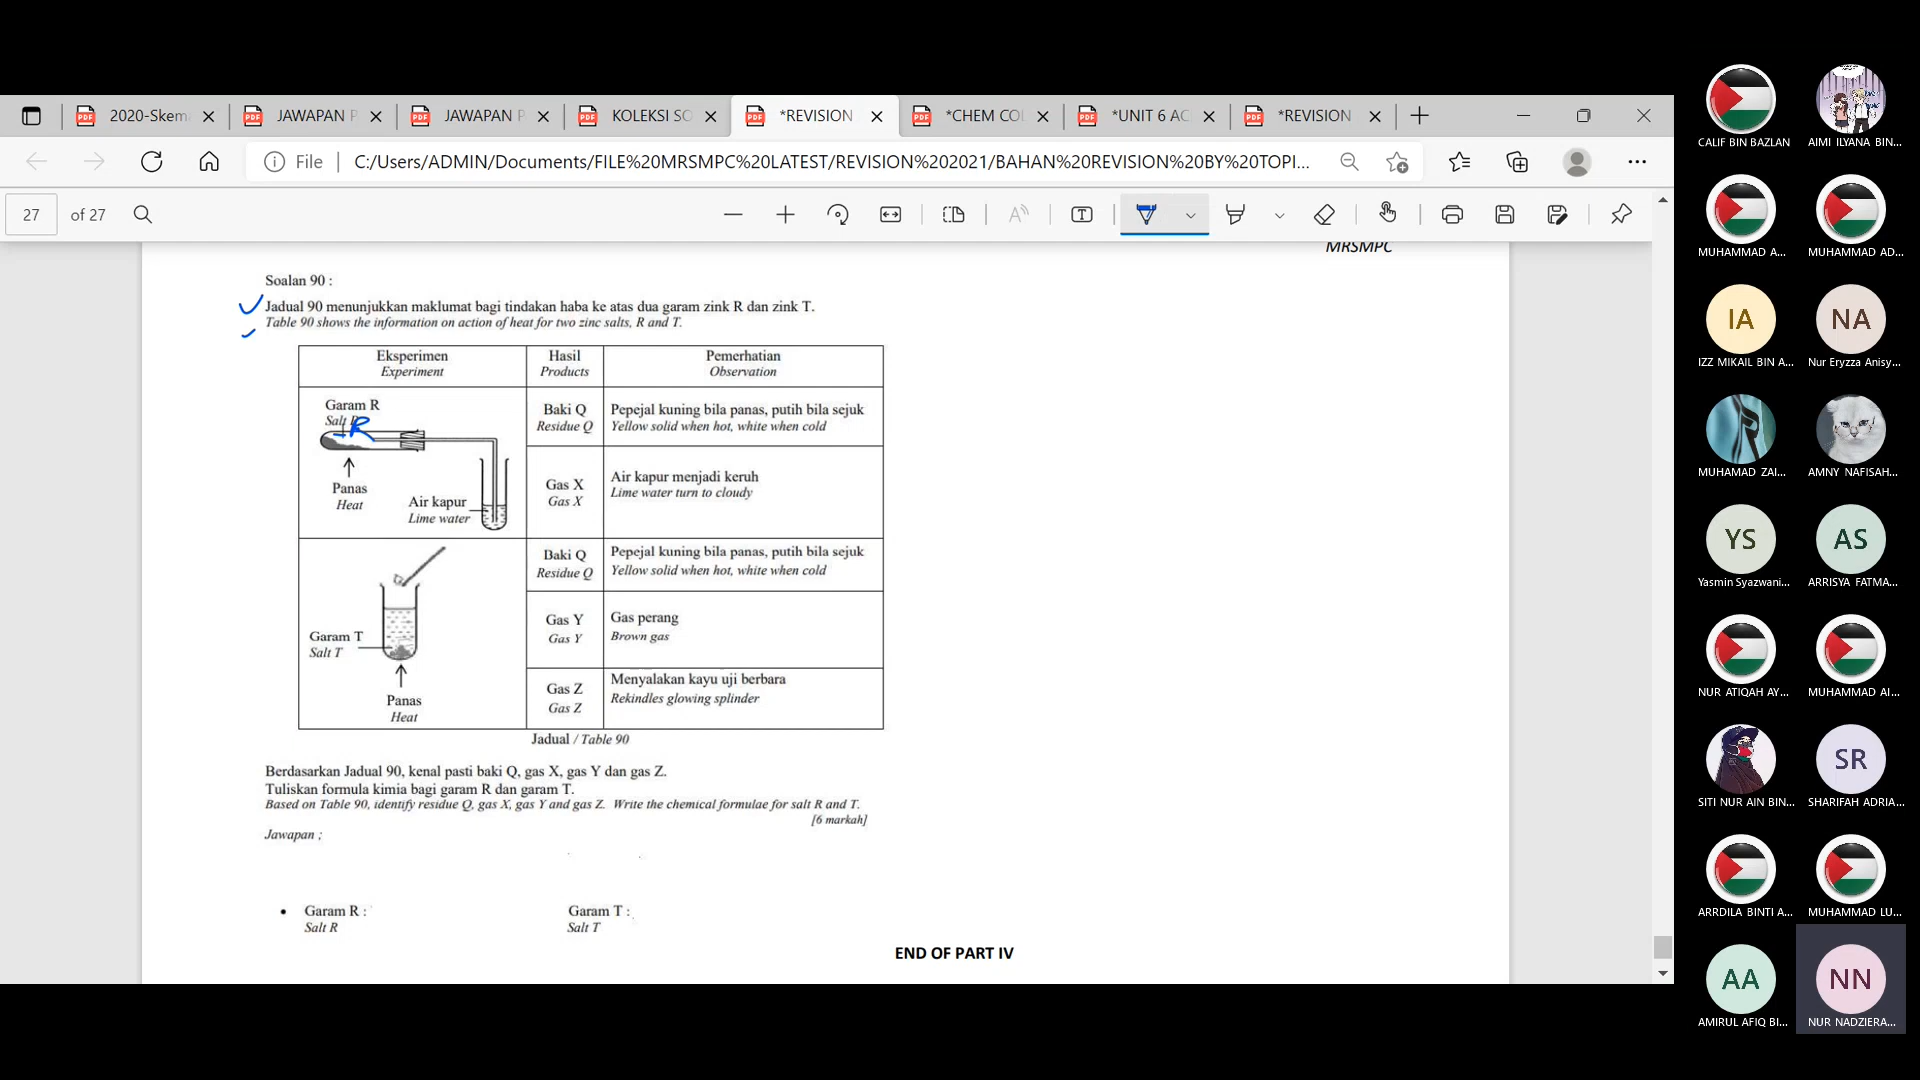 2020-Skem
JAWAPAN P
JAWAPAN P
KOLEKSI SO
*REVISION
*CHEM COL
*UNIT 6 AC
*REVISION
File
C:/Users/ADMIN/Documents/FILE%20MRSMPC%20LATEST/REVISION%202021/BAHAN%20REVISION%20BY%20TOPI...
27
of 27
MRSMPC
Soalan 90 :
Jadual 90 menunjukkan maklumat bagi tindakan haba ke atas dua garam zink R dan zink T.
Table 90 shows the information on action of heat for two zinc salts, R and T.
Eksperimen
Experiment
Hasil
Products
Pemerhatian
Observation
Garam R
Salt
R
Panas
Heat
Air kapur
Lime water
Baki Q
Residue Q
Pepejal kuning bila panas, putih bila sejuk
Yellow solid when hot, white when cold
Gas X
Gas X
Air kapur menjadi keruh
Lime water turn to cloudy
Garam T
Salt T
Panas
Heat
Baki Q
Residue Q
Pepejal kuning bila panas, putih bila sejuk
Yellow solid when hot, white when cold
Gas Y
Gas Y
Gas perang
Brown gas
Gas Z
Gas Z
Menyalakan kayu uji berbara
Rekindles glowing splinder
Jadual / Table 90
Berdasarkan Jadual 90, kenal pasti baki Q, gas X, gas Y dan gas Z.
Tuliskan formula kimia bagi garam R dan garam T.
Based on Table 90, identify residue Q, gas X, gas Y and gas Z. Write the chemical formulae for salt R and T.
[6 markah]
Jawapan ;
• Garam R :
Salt R
Garam T :
Salt T
END OF PART IV
CALIF BIN BAZLAN
AIMI ILYANA BIN...
MUHAMMAD A...
MUHAMMAD AD...
IA
IZZ MIKAIL BIN A...
NA
Nur Eryzza Anisy...
MUHAMAD ZAI...
AMNY NAFISAH...
YS
Yasmin Syazwani...
AS
ARRISYA FATMA...
NUR ATIQAH AY...
MUHAMMAD AI...
SITI NUR AIN BIN...
SR
SHARIFAH ADRIA...
ARRDILA BINTI A...
MUHAMMAD LU...
AA
AMIRUL AFIQ BI...
NN
NUR NADZIERA...